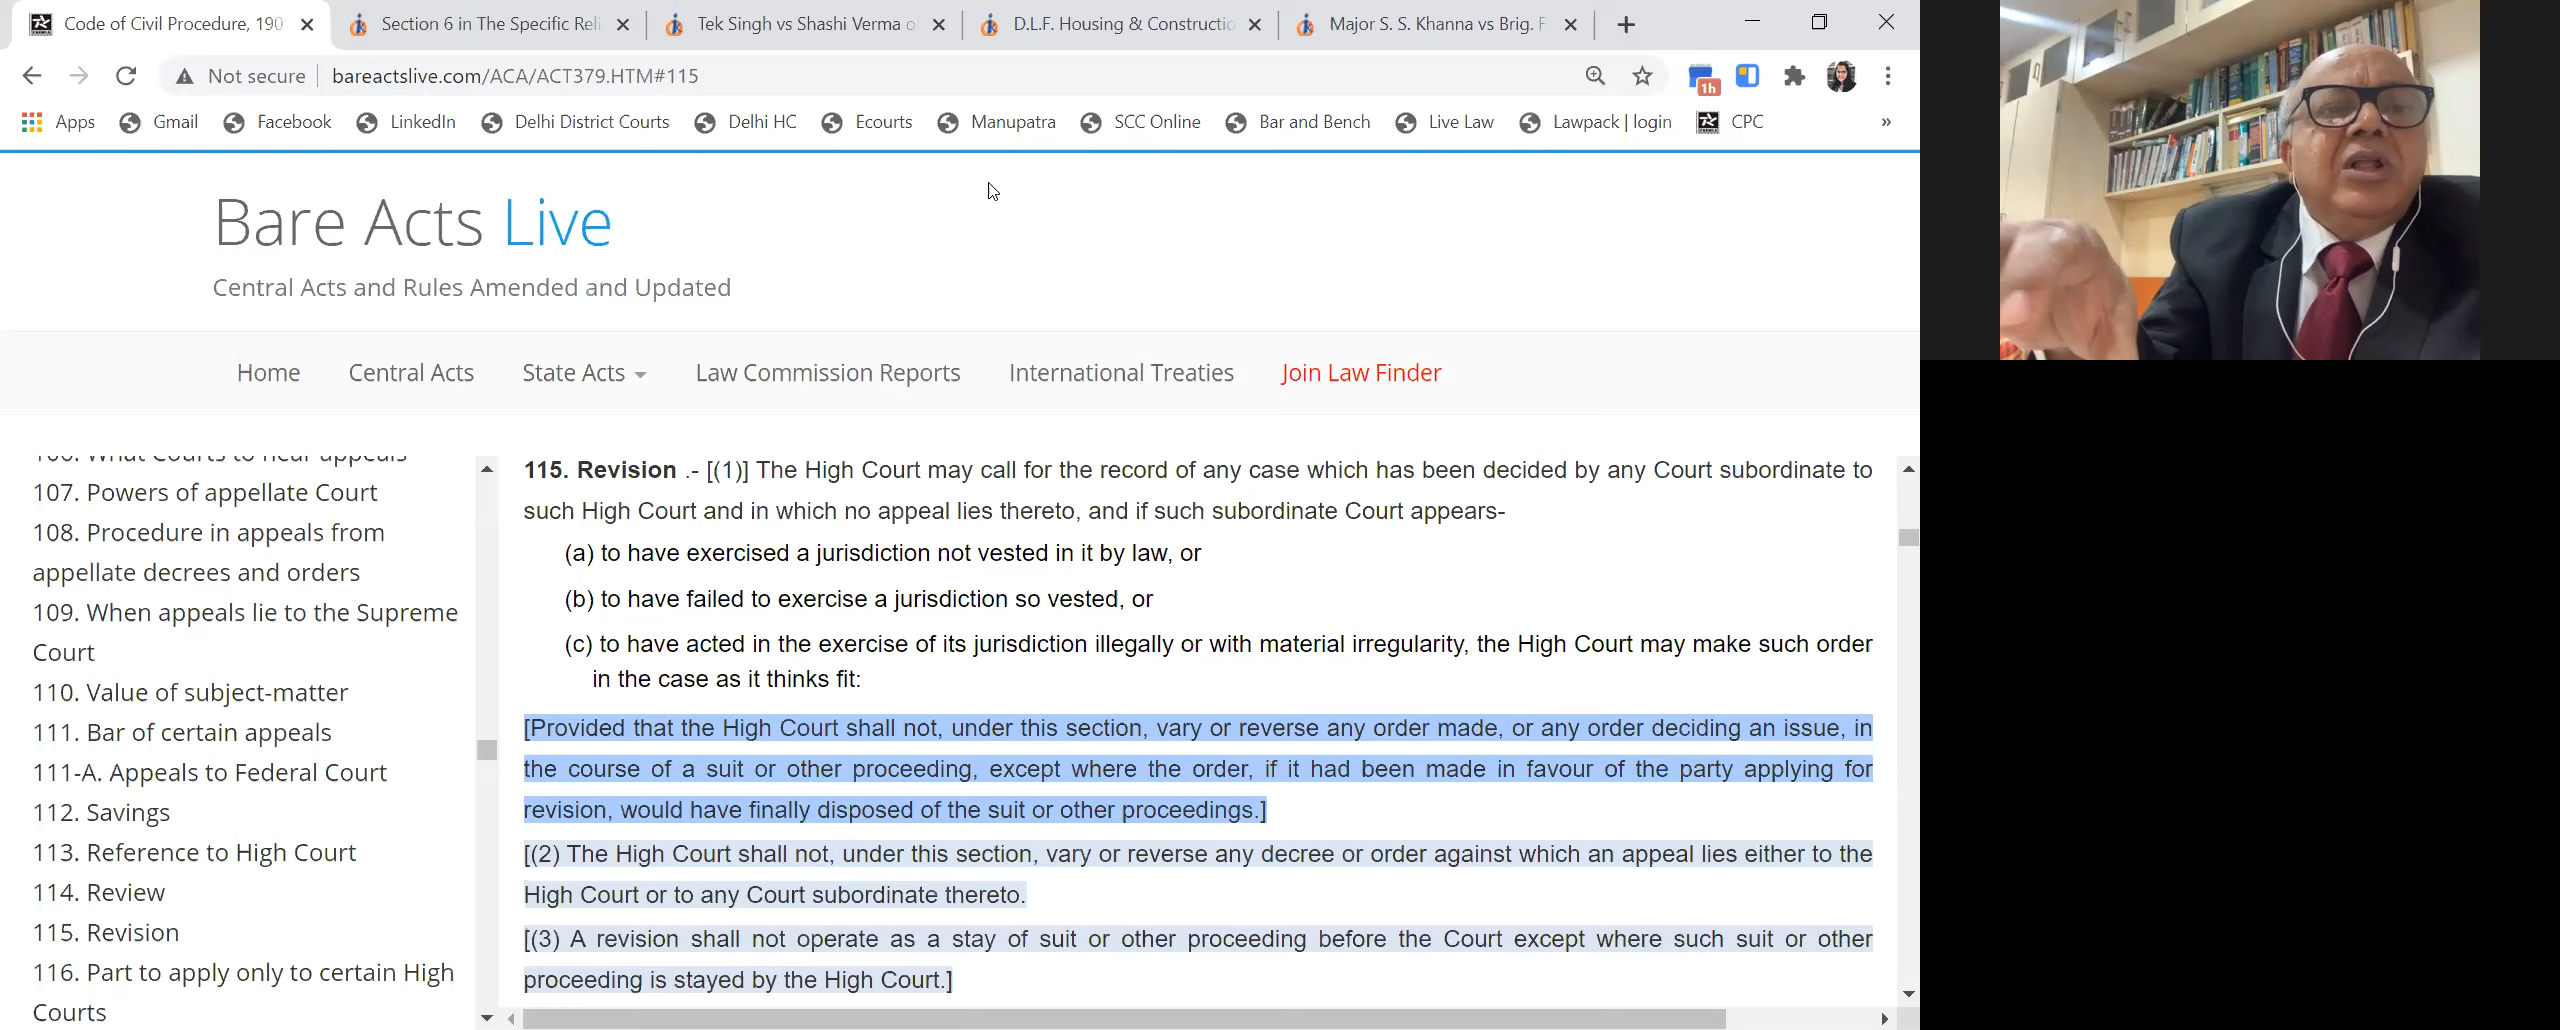 Code of Civil Procedure, 190
Section 6 in The Specific Reli
Tek Singh vs Shashi Verma o
D.L.F. Housing & Constructio
Major S. S. Khanna vs Brig. F
Not secure
bareactslive.com/ACA/ACT379.HTM#115
1h
Apps
Gmail
Facebook
LinkedIn
Delhi District Courts
Delhi HC
Ecourts
Manupatra
SCC Online
Bar and Bench
Live Law
Lawpack | login
CPC
»
Bare Acts Live
Central Acts and Rules Amended and Updated
Home
Central Acts
State Acts
Law Commission Reports
International Treaties
Join Law Finder
106. What Courts to hear appeals
107. Powers of appellate Court
108. Procedure in appeals from
appellate decrees and orders
109. When appeals lie to the Supreme
Court
110. Value of subject-matter
111. Bar of certain appeals
111-A. Appeals to Federal Court
112. Savings
113. Reference to High Court
114. Review
115. Revision
116. Part to apply only to certain High
Courts
115. Revision .- [(1)] The High Court may call for the record of any case which has been decided by any Court subordinate to
such High Court and in which no appeal lies thereto, and if such subordinate Court appears-
(a) to have exercised a jurisdiction not vested in it by law, or
(b) to have failed to exercise a jurisdiction so vested, or
(c) to have acted in the exercise of its jurisdiction illegally or with material irregularity, the High Court may make such order
in the case as it thinks fit:
[Provided that the High Court shall not, under this section, vary or reverse any order made, or any order deciding an issue, in
the course of a suit or other proceeding, except where the order, if it had been made in favour of the party applying for
revision, would have finally disposed of the suit or other proceedings.]
[(2) The High Court shall not, under this section, vary or reverse any decree or order against which an appeal lies either to the
High Court or to any Court subordinate thereto.
[(3) A revision shall not operate as a stay of suit or other proceeding before the Court except where such suit or other
proceeding is stayed by the High Court.]